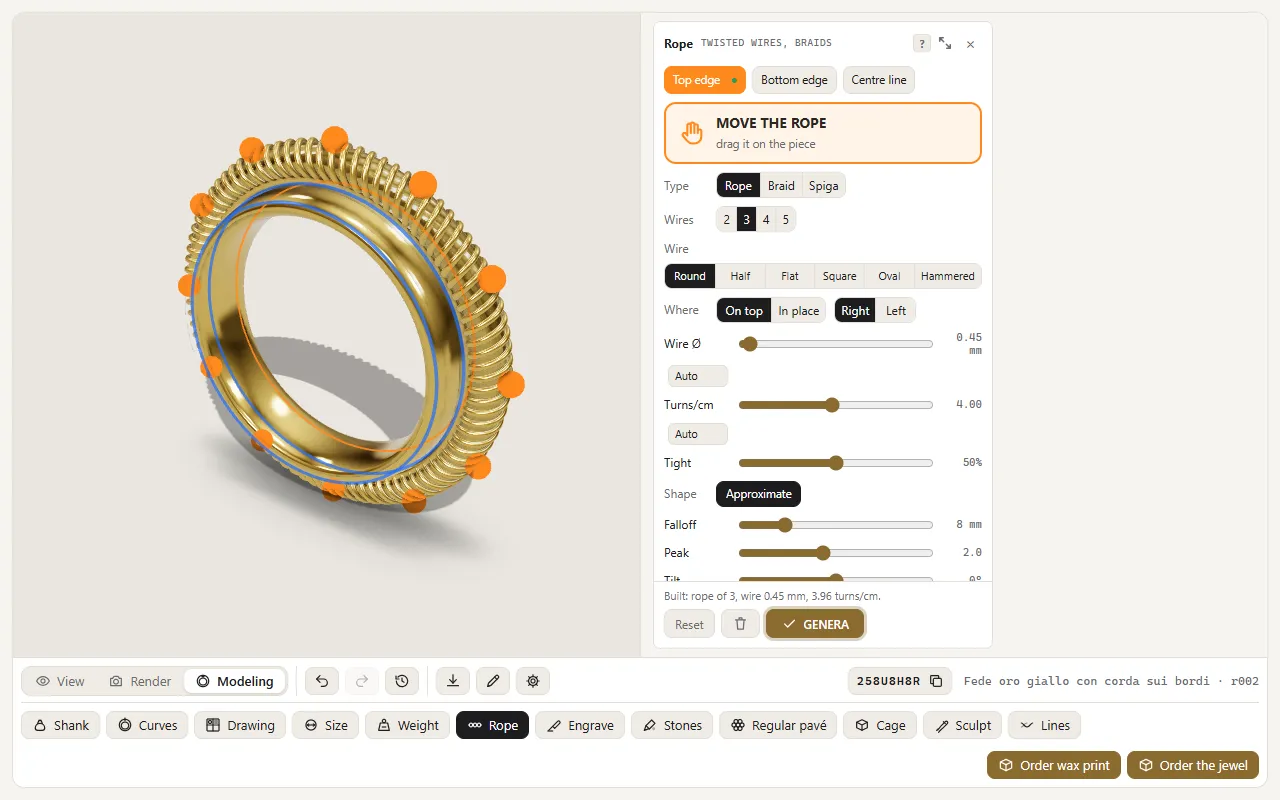 Rope TWISTED WIRES, BRAIDS ?
Top edge Bottom edge Centre line
MOVE THE ROPE
drag it on the piece
Type Rope Braid Spiga
Wires 2 3 4 5
Wire
Round Half Flat Square Oval Hammered
Where On top In place Right Left
Wire Ø 0.45 mm
Auto
Turns/cm 4.00
Auto
Tight 50%
Shape Approximate
Falloff 8 mm
Peak 2.0
Tilt 0°
Built: rope of 3, wire 0.45 mm, 3.96 turns/cm.
Reset GENERA
View Render Modeling 258U8H8R Fede oro giallo con corda sui bordi · r002
Shank Curves Drawing Size Weight Rope Engrave Stones Regular pavé Cage Sculpt Lines
Order wax print Order the jewel